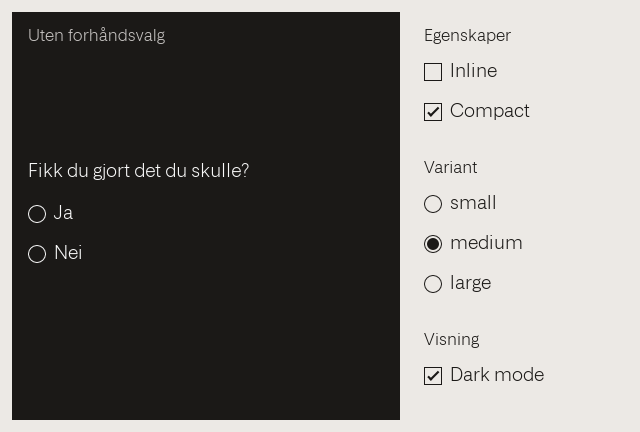 Uten forhåndsvalg
Fikk du gjort det du skulle?
Ja
Nei
Egenskaper
Inline
Compact
Variant
small
medium
large
Visning
Dark mode